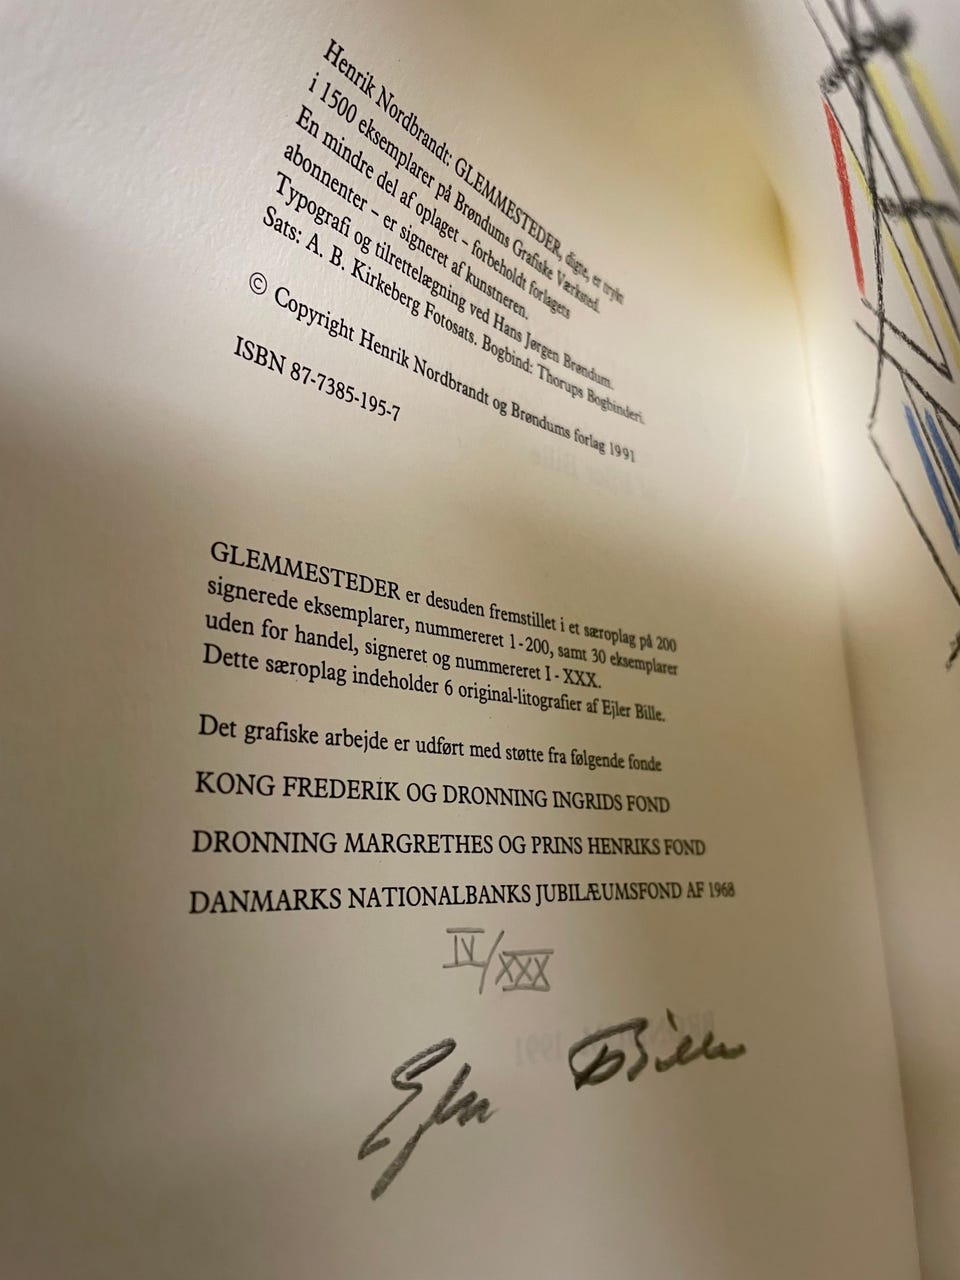 Henrik Nordbrandt: GLEMMESTEDER, digte, er trykt
i 1500 eksemplarer på Brøndums Grafiske Værksted.
En mindre del af oplaget – forbeholdt forlagets
abonnenter – er signeret af kunstneren.
Typografi og tilrettelægning ved Hans Jørgen Brøndum.
Sats: A. B. Kirkeberg Fotosats. Bogbind: Thorups Bogbinderi.
© Copyright Henrik Nordbrandt og Brøndums forlag 1991
ISBN 87-7385-195-7
GLEMMESTEDER er desuden fremstillet i et særoplag på 200
signerede eksemplarer, nummereret 1-200, samt 30 eksemplarer
uden for handel, signeret og nummereret I - XXX.
Dette særoplag indeholder 6 original-litografier af Ejler Bille.
Det grafiske arbejde er udført med støtte fra følgende fonde
KONG FREDERIK OG DRONNING INGRIDS FOND
DRONNING MARGRETHES OG PRINS HENRIKS FOND
DANMARKS NATIONALBANKS JUBILÆUMSFOND AF 1968
IV/XXX
Ejler Bille